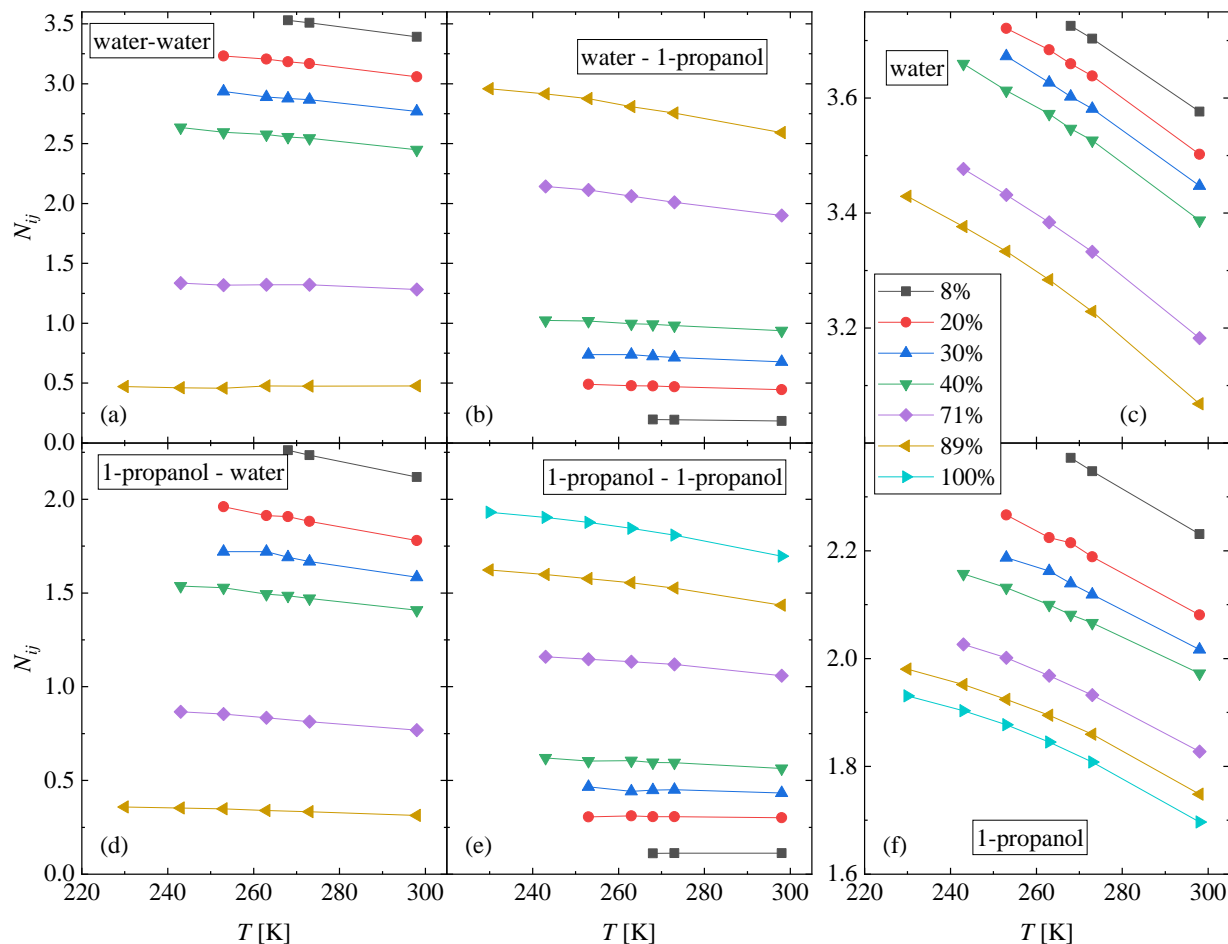 3.5
3.0
2.5
2.0
1.5
1.0
0.5
0.0
N_ij
water-water
(a)
water - 1-propanol
(b)
3.6
3.4
3.2
water
(c)
8%
20%
30%
40%
71%
89%
100%
2.0
1.5
1.0
0.5
0.0
N_ij
1-propanol - water
(d)
1-propanol - 1-propanol
(e)
2.2
2.0
1.8
1.6
(f)
1-propanol
220 240 260 280 300
T [K]
220 240 260 280 300
T [K]
220 240 260 280 300
T [K]